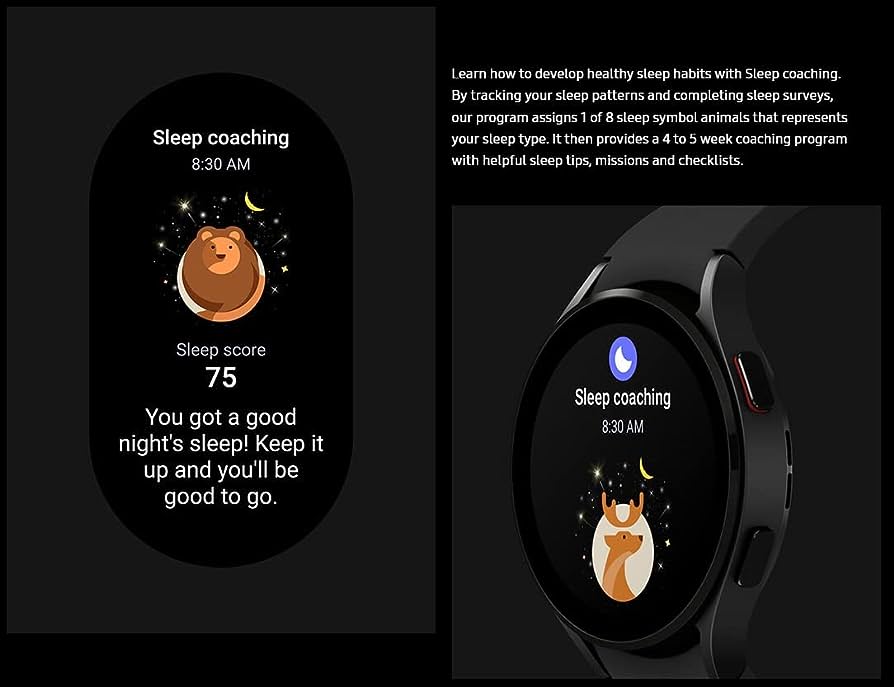 Sleep coaching
8:30 AM
Sleep score
75
You got a good
night's sleep! Keep it
up and you'll be
good to go.
Learn how to develop healthy sleep habits with Sleep coaching.
By tracking your sleep patterns and completing sleep surveys,
our program assigns 1 of 8 sleep symbol animals that represents
your sleep type. It then provides a 4 to 5 week coaching program
with helpful sleep tips, missions and checklists.
Sleep coaching
8:30 AM